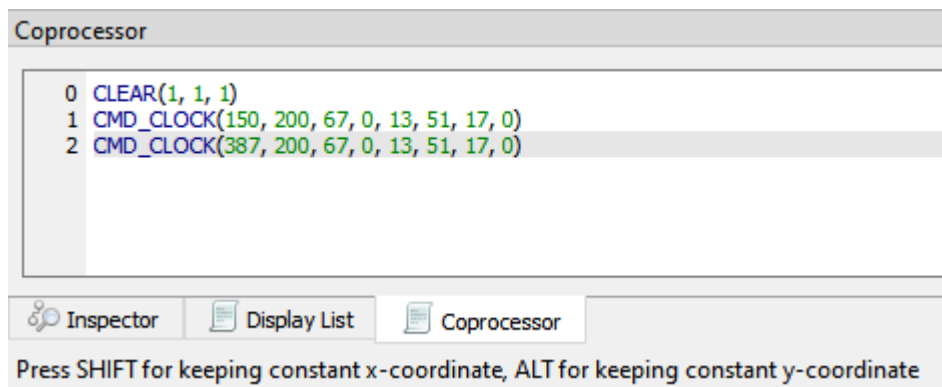 Coprocessor
0 CLEAR(1, 1, 1)
1 CMD_CLOCK(150, 200, 67, 0, 13, 51, 17, 0)
2 CMD_CLOCK(387, 200, 67, 0, 13, 51, 17, 0)
Inspector Display List Coprocessor
Press SHIFT for keeping constant x-coordinate, ALT for keeping constant y-coordinate